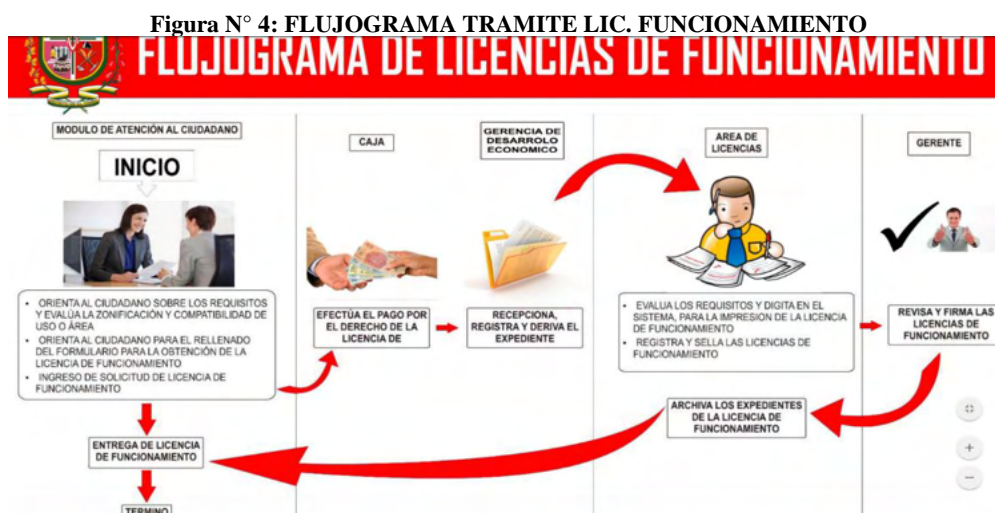 Figura N° 4: FLUJOGRAMA TRAMITE LIC. FUNCIONAMIENTO
FLUJOGRAMA DE LICENCIAS DE FUNCIONAMIENTO
MODULO DE ATENCIÓN AL CIUDADANO
INICIO
• ORIENTA AL CIUDADANO SOBRE LOS REQUISITOS
Y EVALÚA LA ZONIFICACIÓN Y COMPATIBILIDAD DE
USO O ÁREA
• ORIENTA AL CIUDADANO PARA EL RELLENADO
DEL FORMULARIO PARA LA OBTENCIÓN DE LA
LICENCIA DE FUNCIONAMIENTO
• INGRESO DE SOLICITUD DE LICENCIA DE
FUNCIONAMIENTO
ENTREGA DE LICENCIA
DE FUNCIONAMIENTO
TERMINO
CAJA
EFECTÚA EL PAGO POR
EL DERECHO DE LA
LICENCIA DE
GERENCIA DE
DESARROLO
ECONOMICO
RECEPCIONA,
REGISTRA Y DERIVA EL
EXPEDIENTE
AREA DE
LICENCIAS
• EVALUA LOS REQUISITOS Y DIGITA EN EL
SISTEMA, PARA LA IMPRESION DE LA LICENCIA
DE FUNCIONAMIENTO
• REGISTRA Y SELLA LAS LICENCIAS DE
FUNCIONAMIENTO
ARCHIVA LOS EXPEDIENTES
DE LA LICENCIA DE
FUNCIONAMIENTO
GERENTE
REVISA Y FIRMA LAS
LICENCIAS DE
FUNCIONAMIENTO